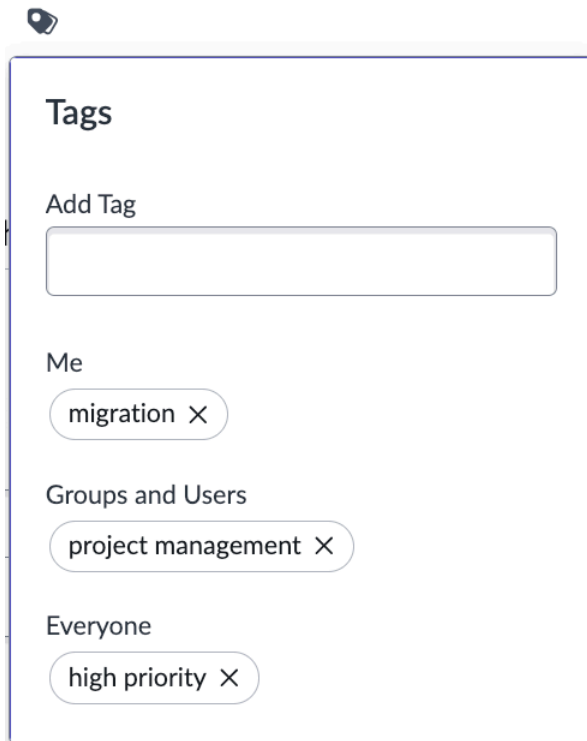 Tags
Add Tag
Me
migration
Groups and Users
project management
Everyone
high priority